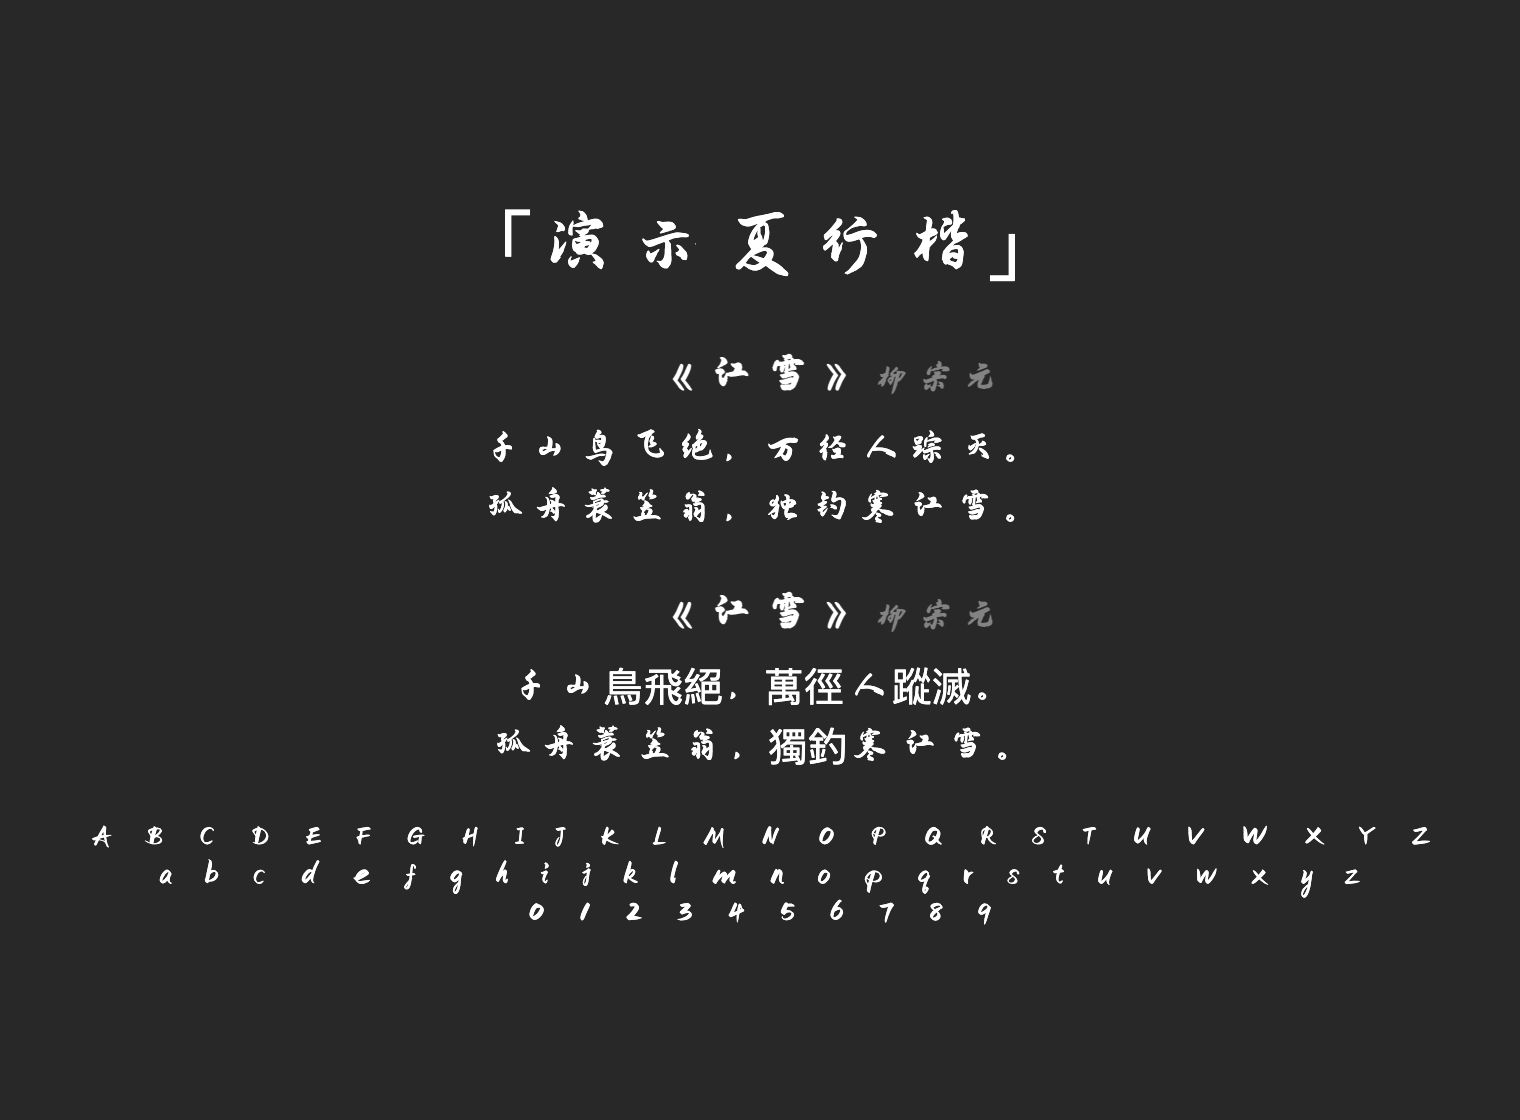 「演示夏行楷」
《江雪》柳宗元
千山鸟飞绝，万径人踪灭。
孤舟蓑笠翁，独钓寒江雪。
《江雪》柳宗元
千山鳥飛絕，萬徑人蹤滅。
孤舟蓑笠翁，獨釣寒江雪。
A B C D E F G H I J K L M N O P Q R S T U V W X Y Z
a b c d e f g h i j k l m n o p q r s t u v w x y z
0 1 2 3 4 5 6 7 8 9